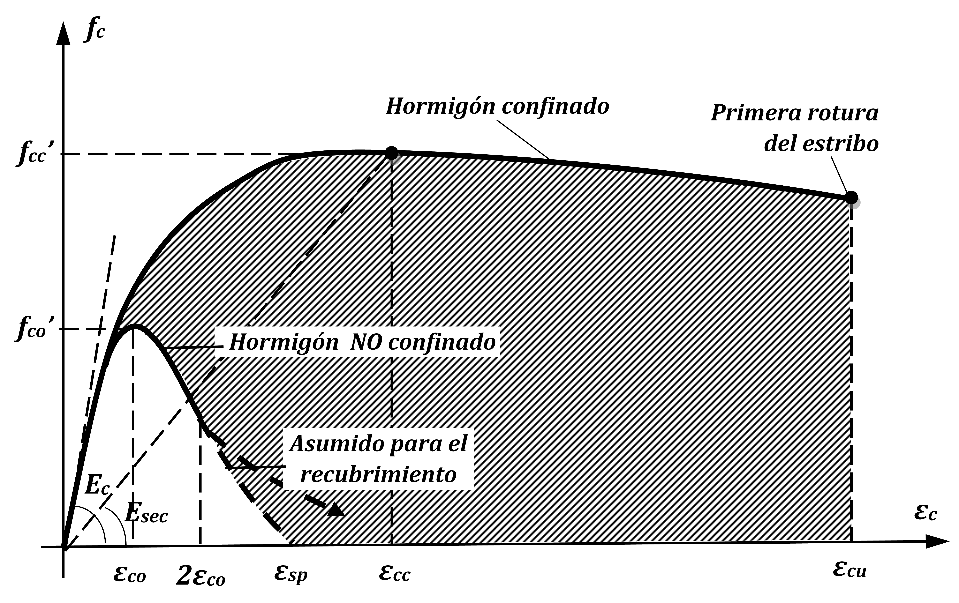 fc
Hormigón confinado
Primera rotura
del estribo
fcc'
fco'
Hormigón NO confinado
Asumido para el
recubrimiento
Ec
Esec
εc
εco
2εco
εsp
εcc
εcu